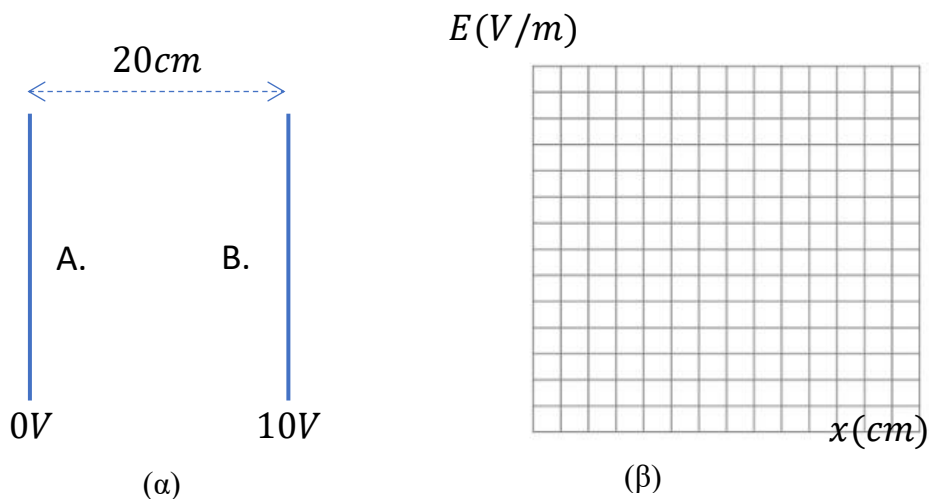 20cm
A.
B.
0V
10V
(α)
E(V/m)
x(cm)
(β)